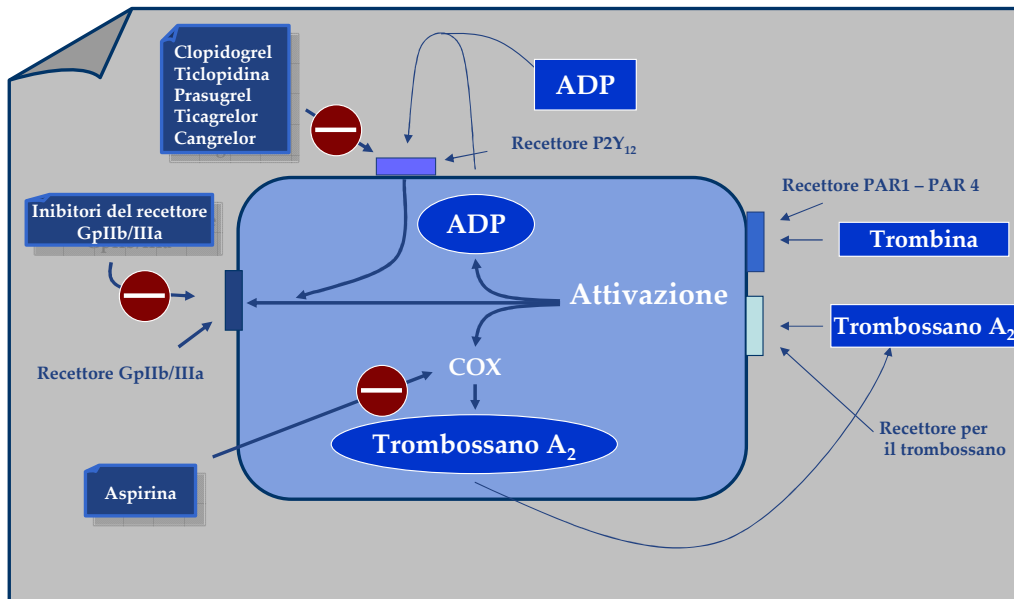 Clopidogrel
Ticlopidina
Prasugrel
Ticagrelor
Cangrelor
ADP
Recettore P2Y₁₂
Recettore PAR1 – PAR 4
Inibitori del recettore
GpIIb/IIIa
ADP
Trombina
Attivazione
Trombossano A₂
Recettore GpIIb/IIIa
COX
Recettore per
il trombossano
Trombossano A₂
Aspirina